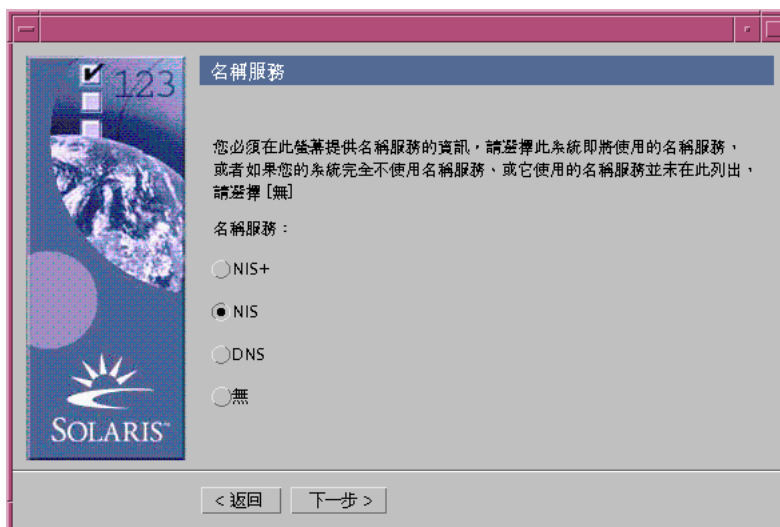 123
名稱服務
您必須在此螢幕提供名稱服務的資訊，請選擇此系統即將使用的名稱服務，
或者如果您的系統完全不使用名稱服務、或它使用的名稱服務並未在此列出，
請選擇 [無]
名稱服務：
NIS+
NIS
DNS
無
SOLARIS™
< 返回
下一步 >